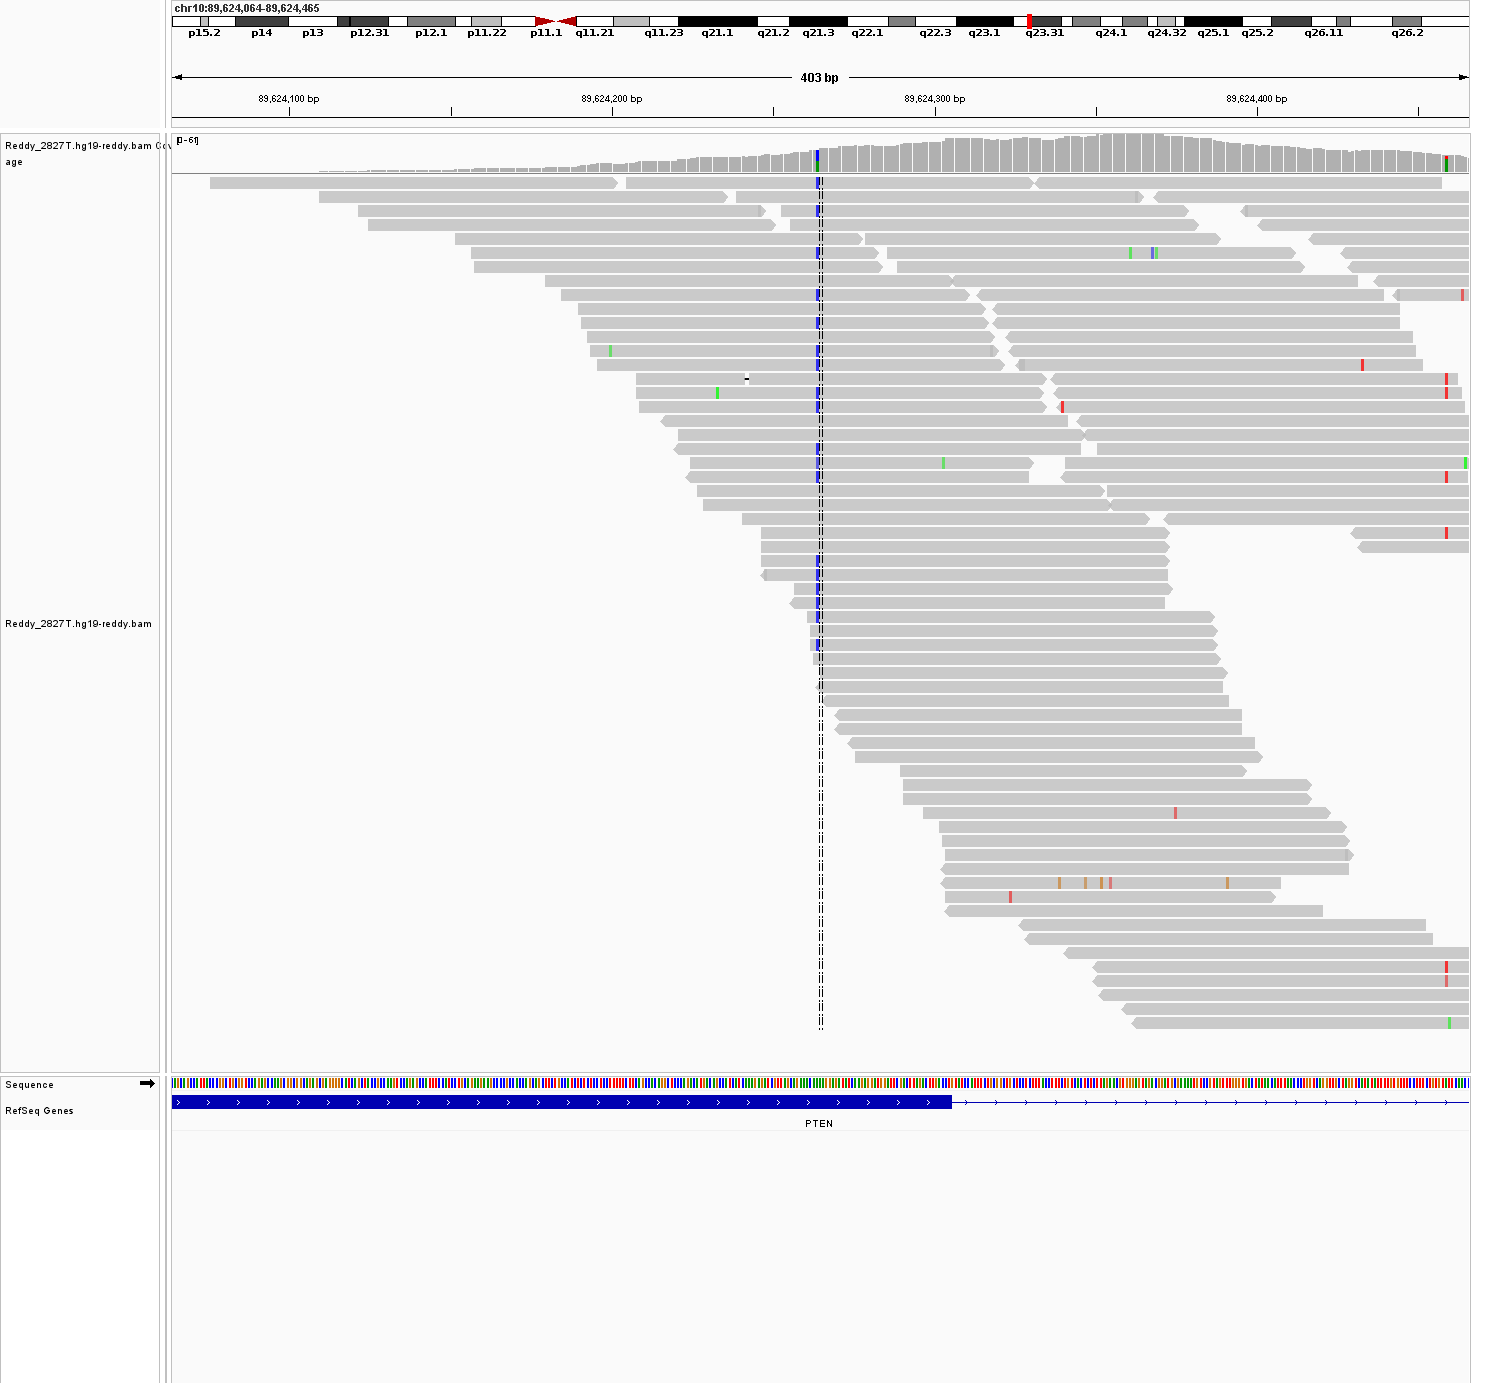 chr10:89,624,064-89,624,465
p15.2 p14 p13 p12.31 p12.1 p11.22 p11.1 q11.21 q11.23 q21.1 q21.2 q21.3 q22.1 q22.3 q23.1 q23.31 q24.1 q24.32 q25.1 q25.2 q26.11 q26.2
403 bp
89,624,100 bp 89,624,200 bp 89,624,300 bp 89,624,400 bp
[0-61]
Reddy_2827T.hg19-reddy.bam Cov
age
Reddy_2827T.hg19-reddy.bam
Sequence
RefSeq Genes
PTEN